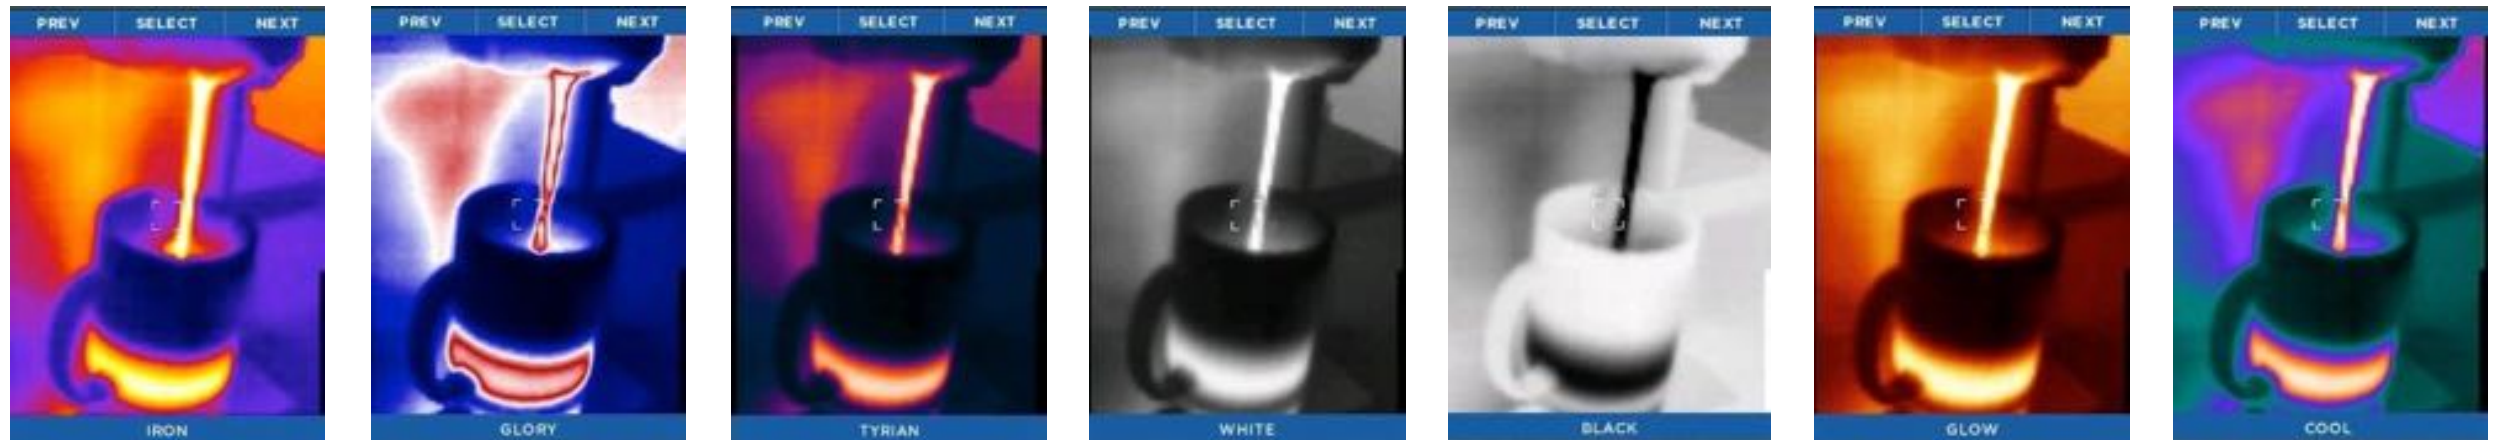 PREV SELECT NEXT
IRON
PREV SELECT NEXT
GLORY
PREV SELECT NEXT
TYRIAN
PREV SELECT NEXT
WHITE
PREV SELECT NEXT
BLACK
PREV SELECT NEXT
GLOW
PREV SELECT NEXT
COOL